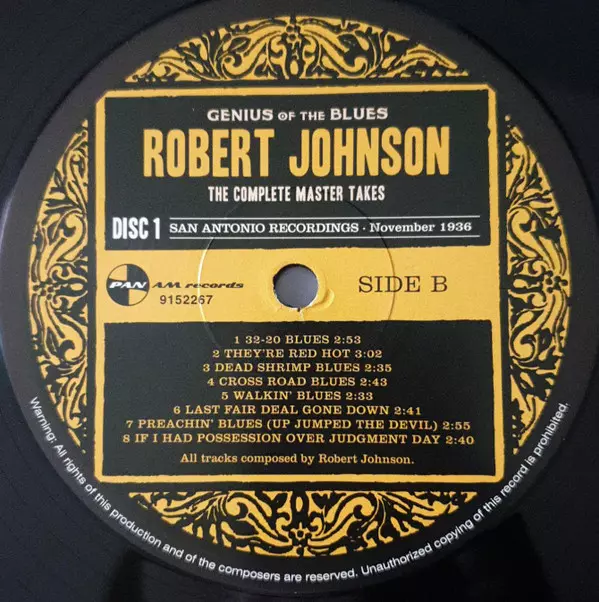 GENIUS OF THE BLUES
ROBERT JOHNSON
THE COMPLETE MASTER TAKES
DISC 1 SAN ANTONIO RECORDINGS · November 1936
PAN AM records
9152267
SIDE B
1 32-20 BLUES 2:53
2 THEY'RE RED HOT 3:02
3 DEAD SHRIMP BLUES 2:35
4 CROSS ROAD BLUES 2:43
5 WALKIN' BLUES 2:33
6 LAST FAIR DEAL GONE DOWN 2:41
7 PREACHIN' BLUES (UP JUMPED THE DEVIL) 2:55
8 IF I HAD POSSESSION OVER JUDGMENT DAY 2:40
All tracks composed by Robert Johnson.
Warning: All rights of this production and of the composers are reserved. Unauthorized copying of this record is prohibited.